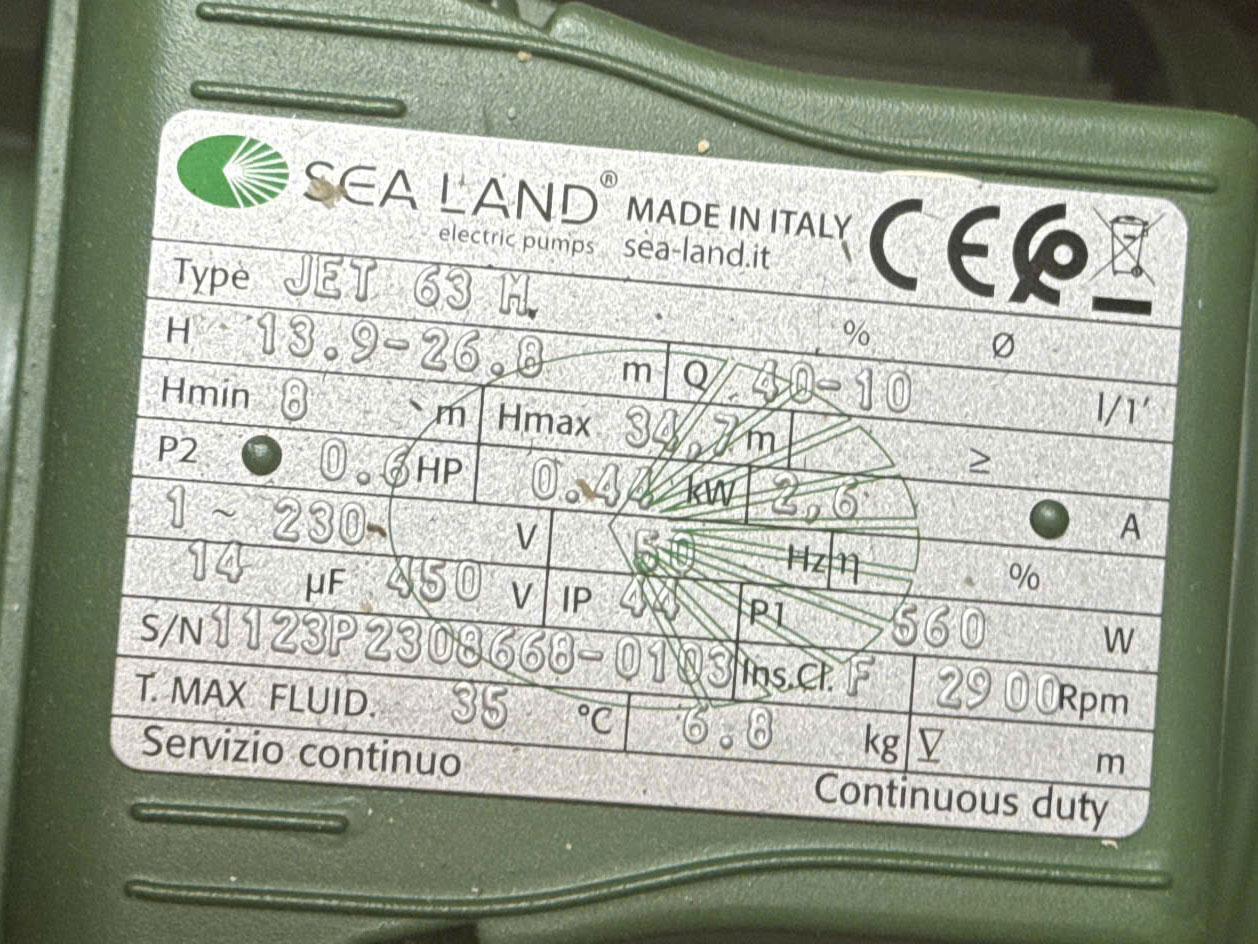 SEA LAND® MADE IN ITALY CE
electric pumps sea-land.it
Type JET 63 M. % Ø
H 13.9-26.8 m Q 40-10 l/1'
Hmin 8 m Hmax 34,7 m ≥
P2 0.6 HP 0.44 kW 2,6 A
1 ~ 230 V 50 Hz η %
14 µF 450 V IP 44 P1 560 W
S/N 1123P2308668-0103 Ins.Cl. F 2900 Rpm
T. MAX FLUID. 35 °C 6.8 kg V m
Servizio continuo Continuous duty